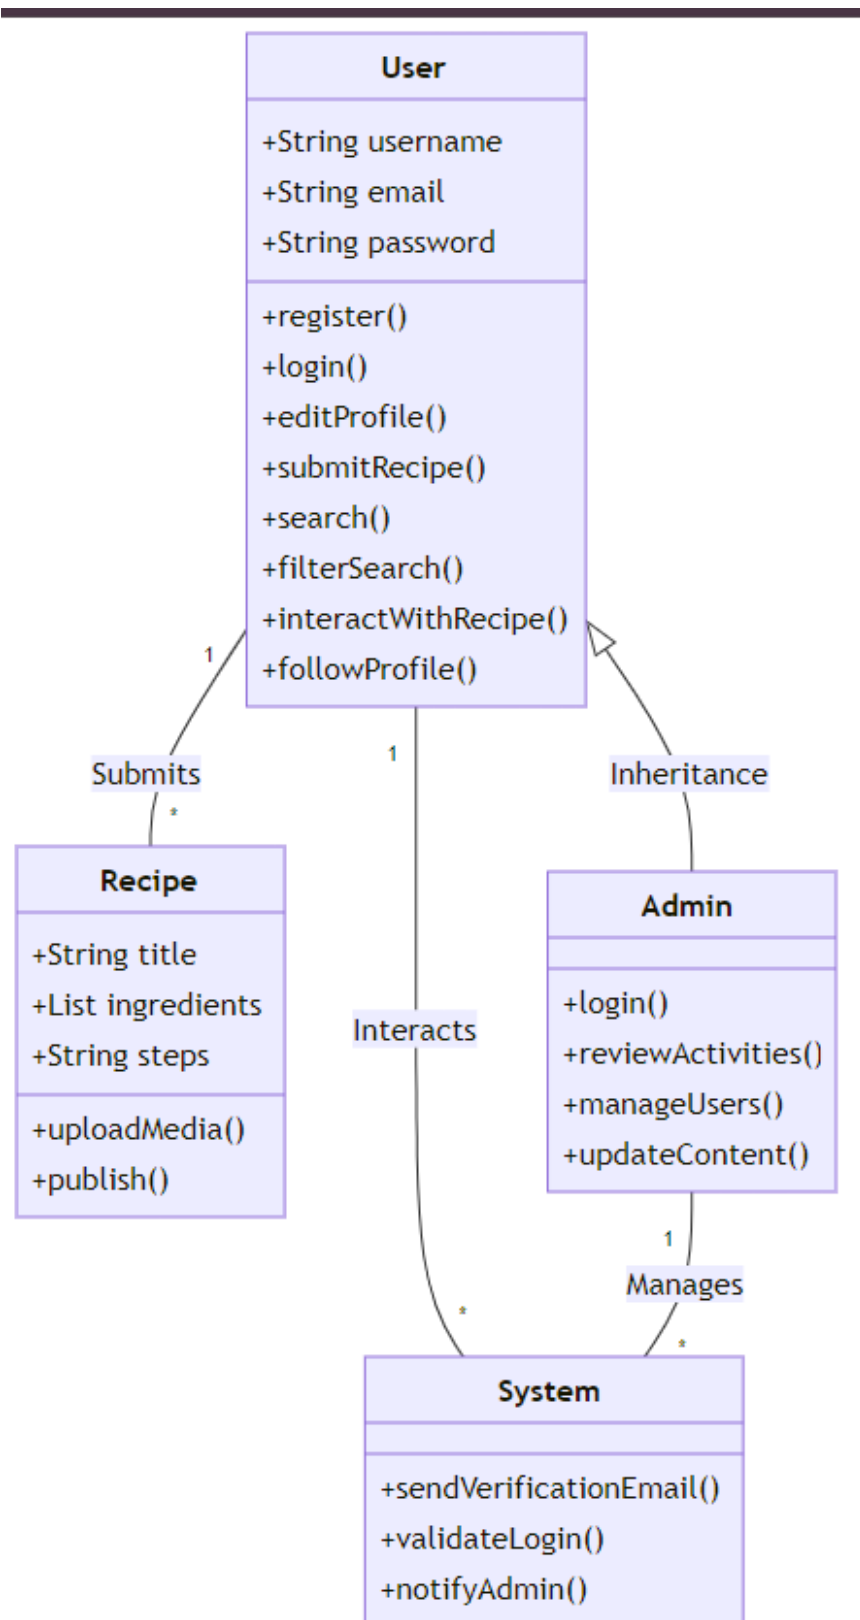 User
+String username
+String email
+String password
+register()
+login()
+editProfile()
+submitRecipe()
+search()
+filterSearch()
+interactWithRecipe()
+followProfile()
1
1
Submits
*
Inheritance
Recipe
+String title
+List ingredients
+String steps
+uploadMedia()
+publish()
Interacts
Admin
+login()
+reviewActivities()
+manageUsers()
+updateContent()
1
Manages
*
*
System
+sendVerificationEmail()
+validateLogin()
+notifyAdmin()